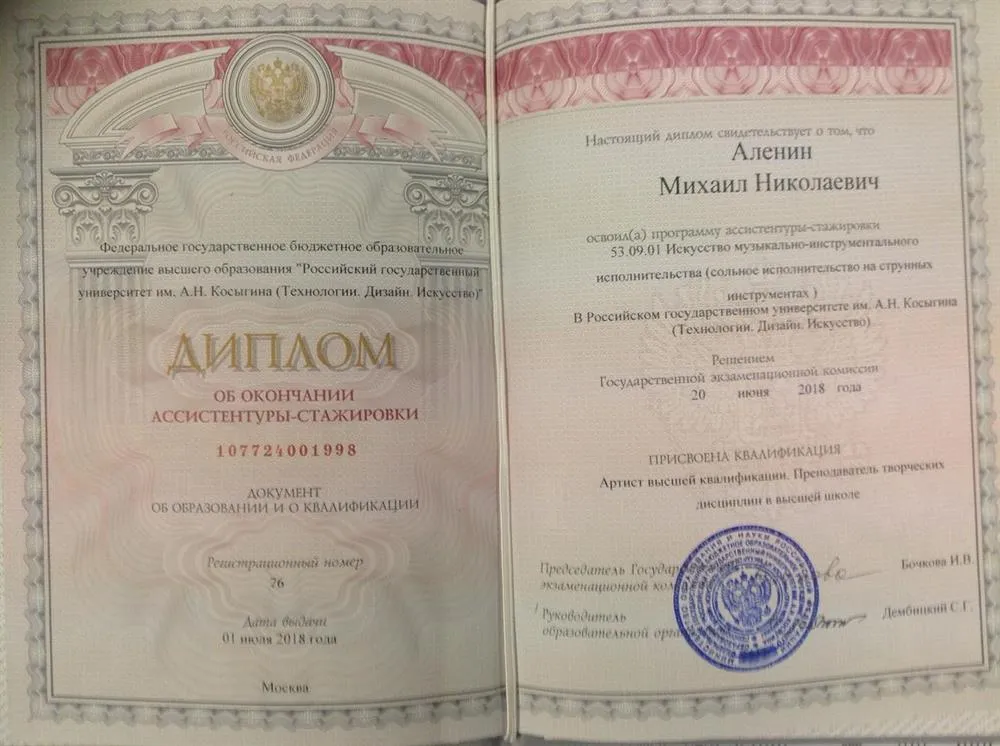 РОССИЙСКАЯ ФЕДЕРАЦИЯ
Федеральное государственное бюджетное образовательное
учреждение высшего образования "Российский государственный
университет им. А.Н. Косыгина (Технологии. Дизайн. Искусство)"
ДИПЛОМ
ОБ ОКОНЧАНИИ
АССИСТЕНТУРЫ-СТАЖИРОВКИ
107724001998
ДОКУМЕНТ
ОБ ОБРАЗОВАНИИ И О КВАЛИФИКАЦИИ
Регистрационный номер
26
Дата выдачи
01 июля 2018 года
Москва
Настоящий диплом свидетельствует о том, что
Аленин
Михаил Николаевич
освоил(а) программу ассистентуры-стажировки
53.09.01 Искусство музыкально-инструментального
исполнительства (сольное исполнительство на струнных
инструментах )
В Российском государственном университете им. А.Н. Косыгина
(Технологии. Дизайн. Искусство)
Решением
Государственной экзаменационной комиссии
20 июня 2018 года
ПРИСВОЕНА КВАЛИФИКАЦИЯ
Артист высшей квалификации. Преподаватель творческих
дисциплин в высшей школе
Председатель
экзаменационной
Бочкова И.В.
Руководитель
образовательной
Дембицкий С.Г.